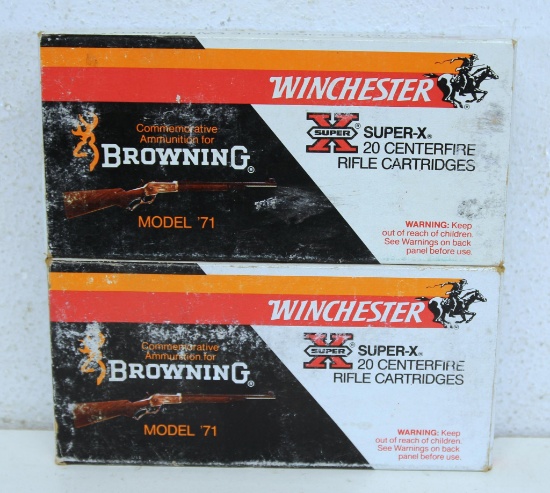 WINCHESTER
Commemorative
Ammunition for
BROWNING®
MODEL '71
X
SUPER
SUPER-X®
20 CENTERFIRE
RIFLE CARTRIDGES
WARNING: Keep
out of reach of children.
See Warnings on back
panel before use.
WINCHESTER
Commemorative
Ammunition for
BROWNING®
MODEL '71
X
SUPER
SUPER-X®
20 CENTERFIRE
RIFLE CARTRIDGES
WARNING: Keep
out of reach of children.
See Warnings on back
panel before use.